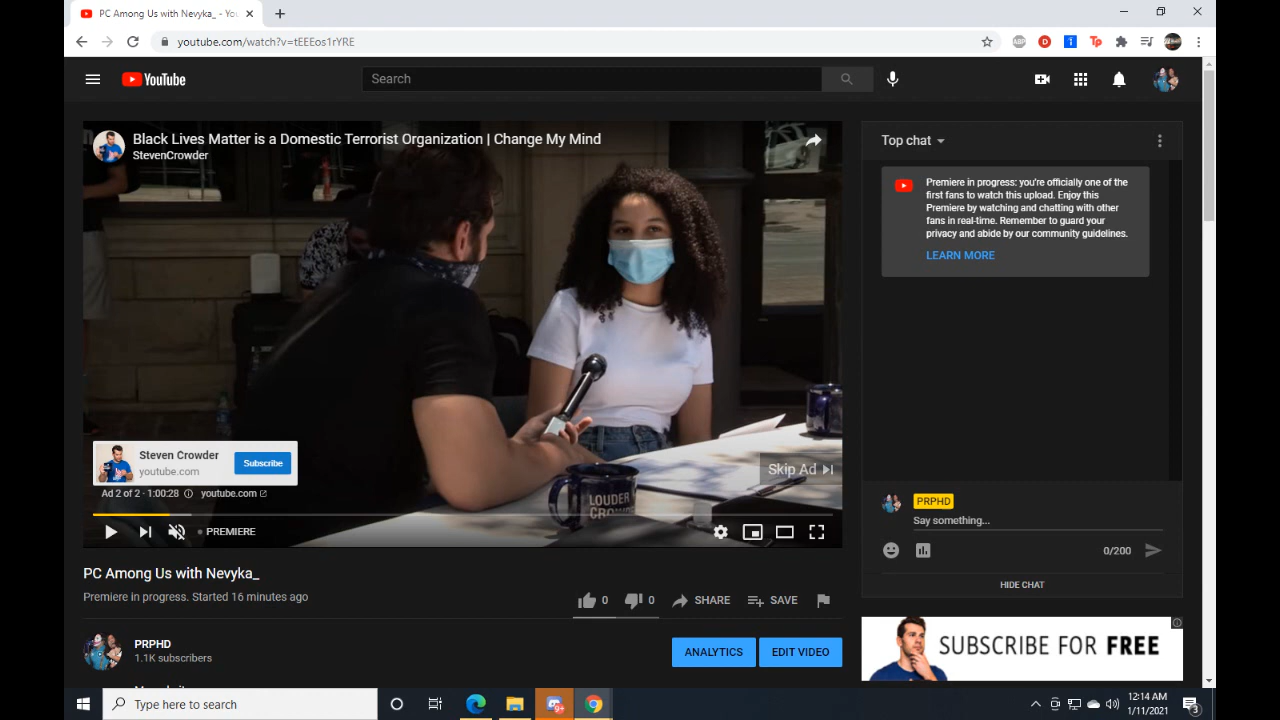 PC Among Us with Nevyka_ - You
youtube.com/watch?v=tEEEos1rYRE
YouTube
Search
Black Lives Matter is a Domestic Terrorist Organization | Change My Mind
StevenCrowder
Steven Crowder
youtube.com
Subscribe
Skip Ad
Ad 2 of 2 · 1:00:28 youtube.com
LOUDER
PREMIERE
PC Among Us with Nevyka_
Premiere in progress. Started 16 minutes ago
0 0 SHARE SAVE
PRPHD
1.1K subscribers
ANALYTICS EDIT VIDEO
Top chat
Premiere in progress: you're officially one of the
first fans to watch this upload. Enjoy this
Premiere by watching and chatting with other
fans in real-time. Remember to guard your
privacy and abide by our community guidelines.
LEARN MORE
PRPHD
Say something...
0/200
HIDE CHAT
SUBSCRIBE FOR FREE
Type here to search
12:14 AM
1/11/2021